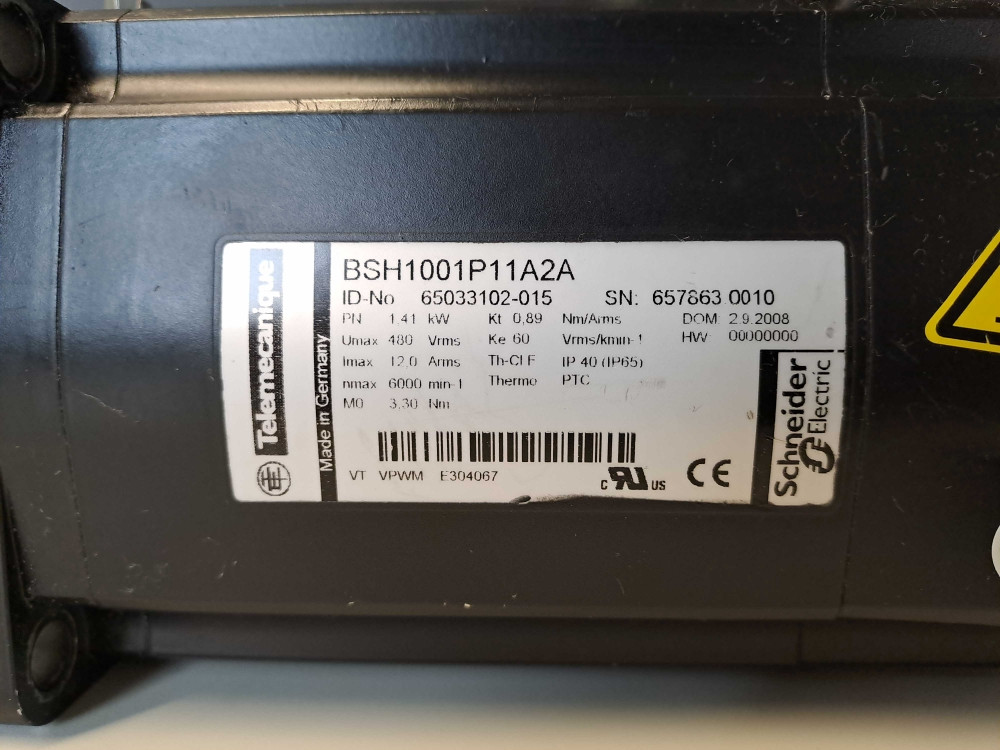 Telemecanique
Made in Germany
BSH1001P11A2A
ID-No 65033102-015 SN: 657863.0010
PN 1,41 kW Kt 0,89 Nm/Arms DOM: 2.9.2008
Umax 480 Vrms Ke 60 Vrms/kmin-1 HW: 00000000
Imax 12,0 Arms Th-Cl F IP 40 (IP65)
nmax 6000 min-1 Thermo PTC
M0 3,30 Nm
VT VPWM E304067
c RU US CE
Schneider
Electric